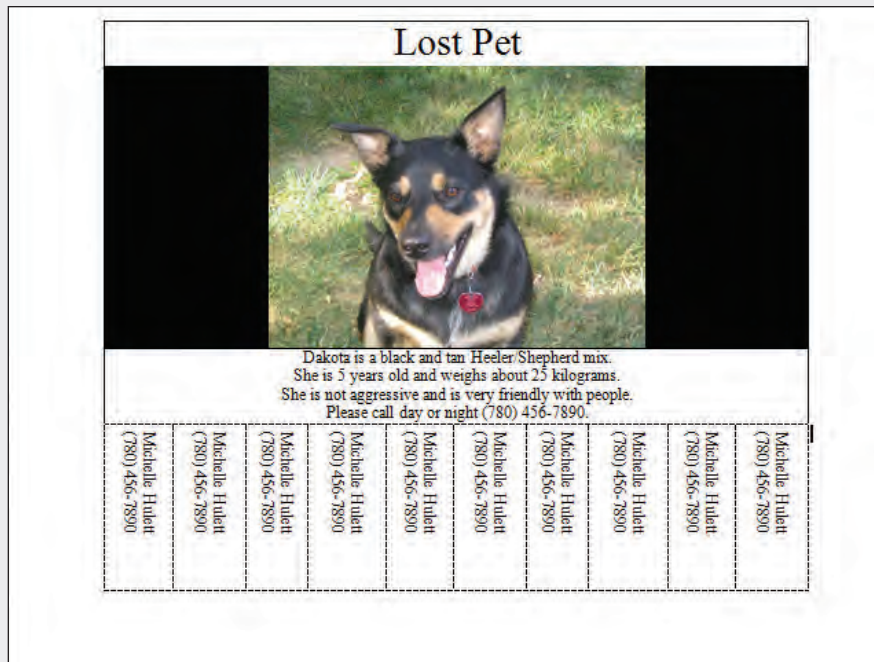 Lost Pet
Dakota is a black and tan Heeler/Shepherd mix.
She is 5 years old and weighs about 25 kilograms.
She is not aggressive and is very friendly with people.
Please call day or night (780) 456-7890.
Michelle Hulett
(780) 456-7890
Michelle Hulett
(780) 456-7890
Michelle Hulett
(780) 456-7890
Michelle Hulett
(780) 456-7890
Michelle Hulett
(780) 456-7890
Michelle Hulett
(780) 456-7890
Michelle Hulett
(780) 456-7890
Michelle Hulett
(780) 456-7890
Michelle Hulett
(780) 456-7890
Michelle Hulett
(780) 456-7890